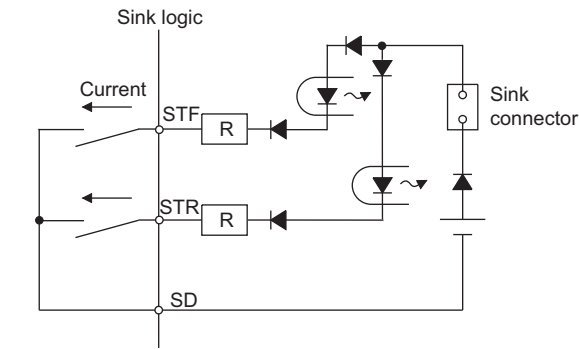 Sink logic
Current
STF
R
Sink
connector
STR
R
SD